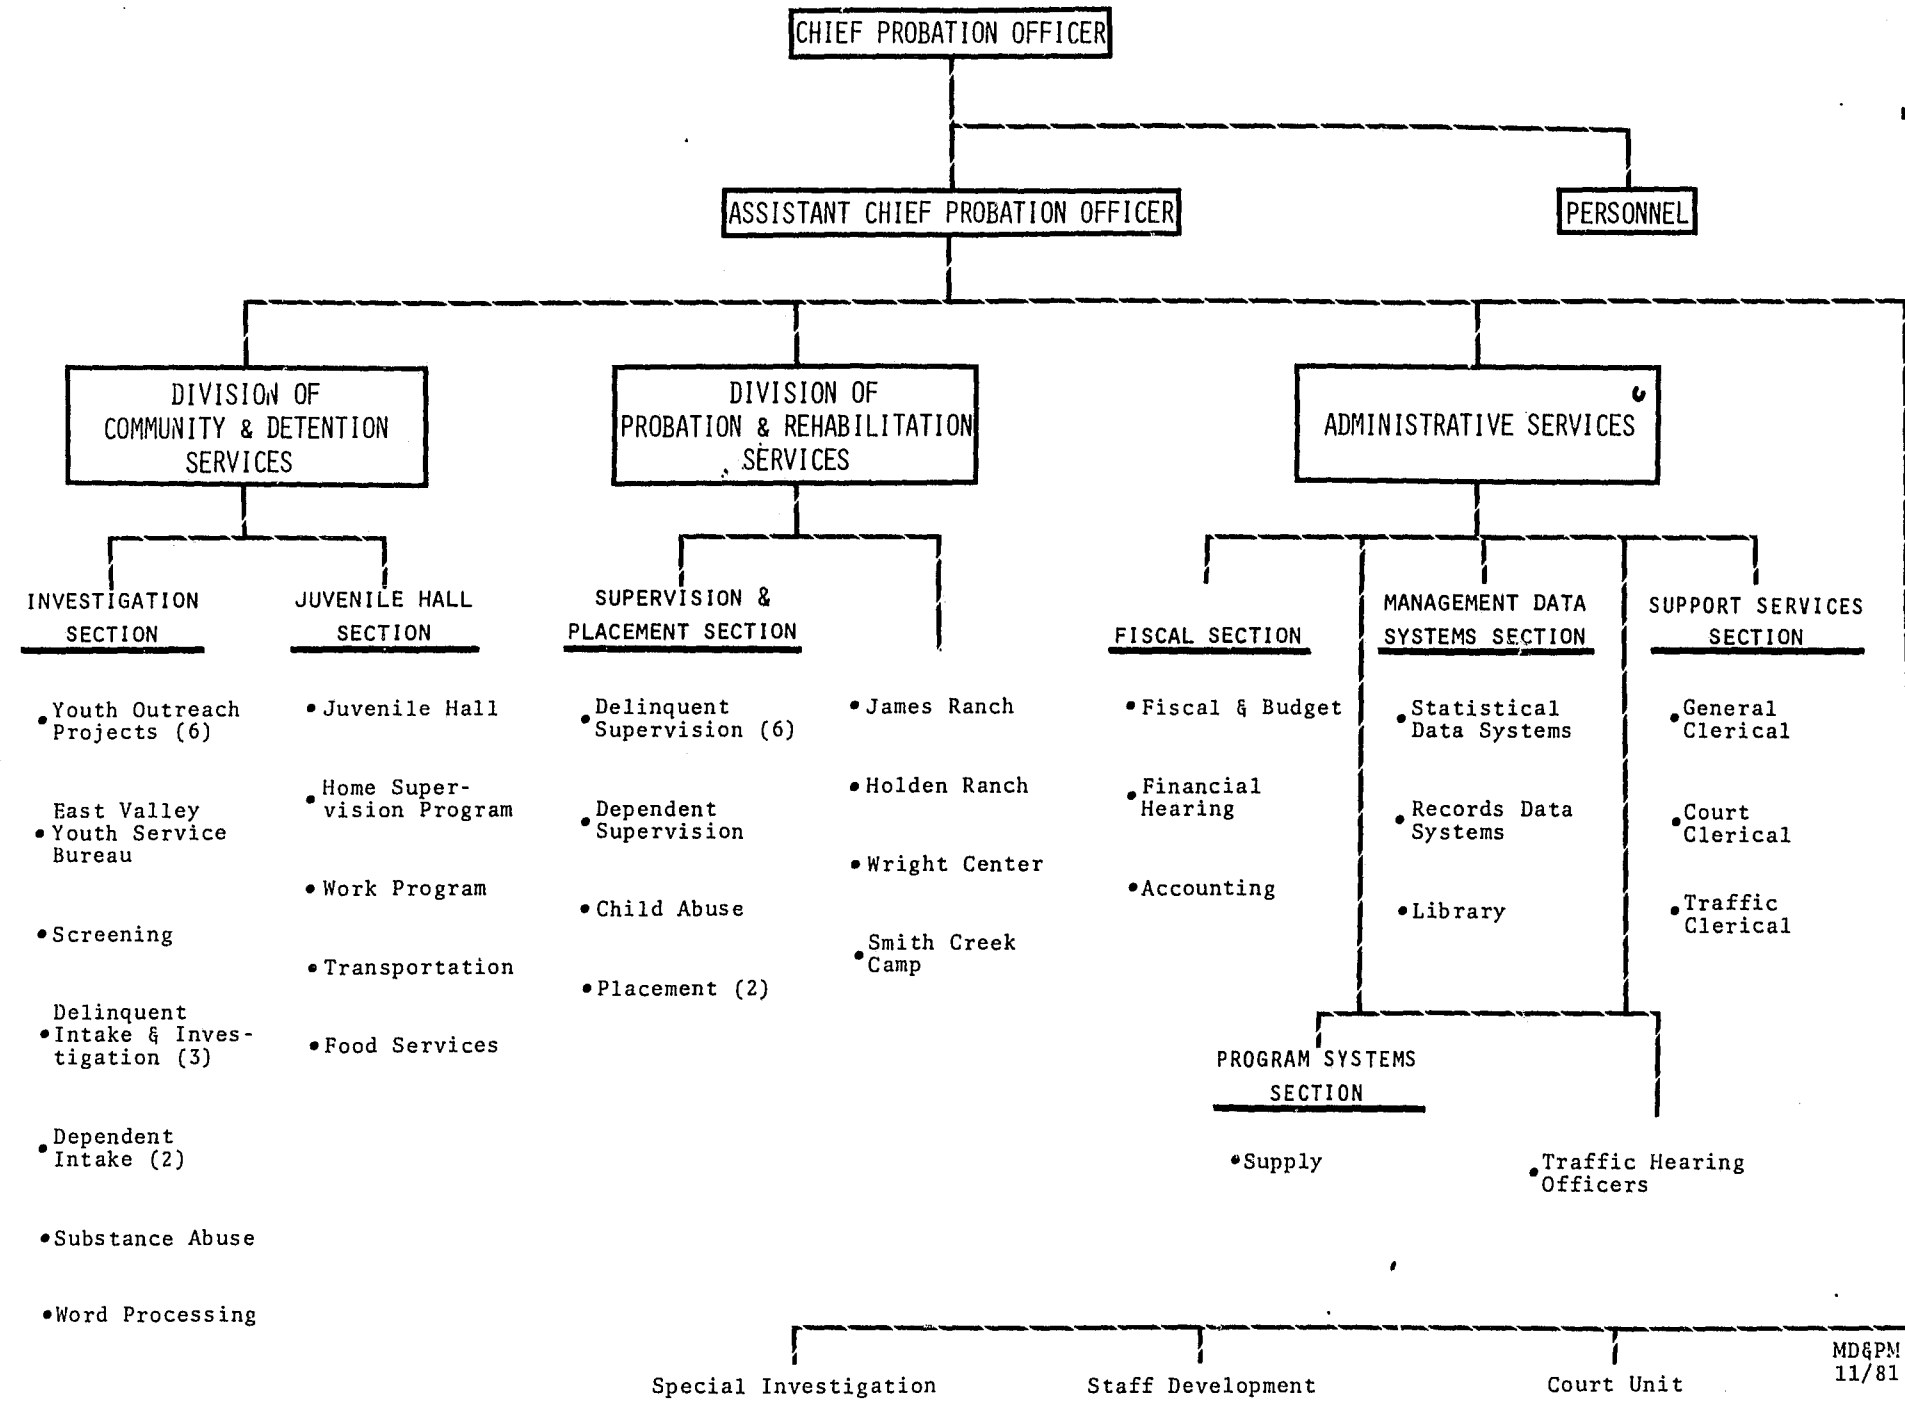 CHIEF PROBATION OFFICER
ASSISTANT CHIEF PROBATION OFFICER
PERSONNEL
DIVISION OF
COMMUNITY & DETENTION
SERVICES
DIVISION OF
PROBATION & REHABILITATION
SERVICES
ADMINISTRATIVE SERVICES
INVESTIGATION
SECTION
• Youth Outreach
Projects (6)
East Valley
• Youth Service
Bureau
• Screening
Delinquent
• Intake & Inves-
tigation (3)
• Dependent
Intake (2)
• Substance Abuse
• Word Processing
JUVENILE HALL
SECTION
• Juvenile Hall
• Home Super-
vision Program
• Work Program
• Transportation
• Food Services
SUPERVISION &
PLACEMENT SECTION
• Delinquent
Supervision (6)
• Dependent
Supervision
• Child Abuse
• Placement (2)
• James Ranch
• Holden Ranch
• Wright Center
• Smith Creek
Camp
FISCAL SECTION
• Fiscal & Budget
• Financial
Hearing
• Accounting
MANAGEMENT DATA
SYSTEMS SECTION
• Statistical
Data Systems
• Records Data
Systems
• Library
SUPPORT SERVICES
SECTION
• General
Clerical
• Court
Clerical
• Traffic
Clerical
PROGRAM SYSTEMS
SECTION
• Supply
• Traffic Hearing
Officers
Special Investigation
Staff Development
Court Unit
MD&PM
11/81